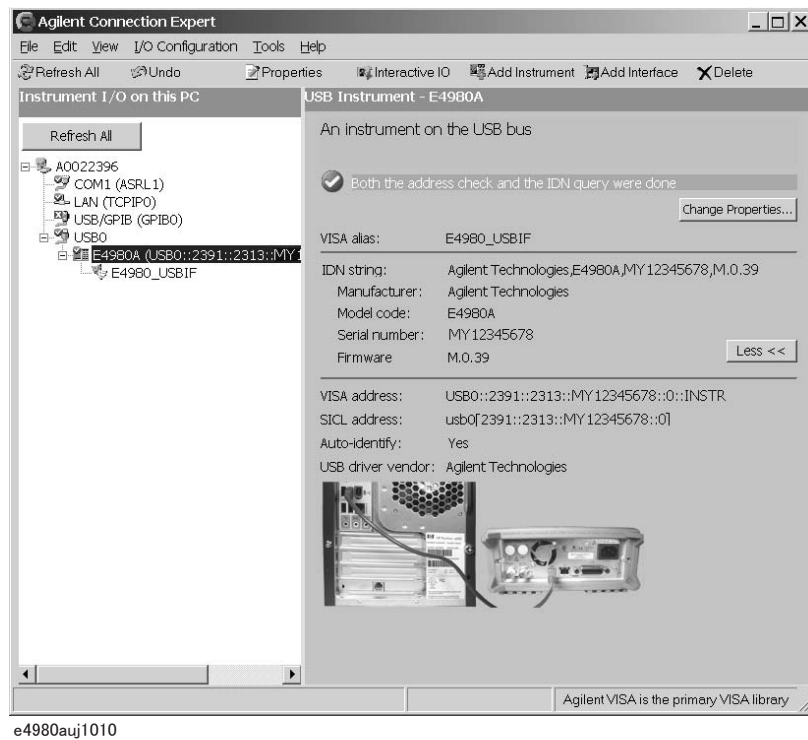 Agilent Connection Expert
File Edit View I/O Configuration Tools Help
Refresh All Undo Properties Interactive IO Add Instrument Add Interface Delete
Instrument I/O on this PC
USB Instrument - E4980A
Refresh All
An instrument on the USB bus
A0022396
COM1 (ASRL1)
LAN (TCPIP0)
USB/GPIB (GPIB0)
USB0
E4980A (USB0::2391::2313::MY1
E4980_USBIF
Both the address check and the IDN query were done
Change Properties...
VISA alias: E4980_USBIF
IDN string: Agilent Technologies,E4980A,MY12345678,M.0.39
Manufacturer: Agilent Technologies
Model code: E4980A
Serial number: MY12345678
Firmware M.0.39
Less <<
VISA address: USB0::2391::2313::MY12345678::0::INSTR
SICL address: usb0[2391::2313::MY12345678::0]
Auto-identify: Yes
USB driver vendor: Agilent Technologies
Agilent VISA is the primary VISA library
e4980auj1010